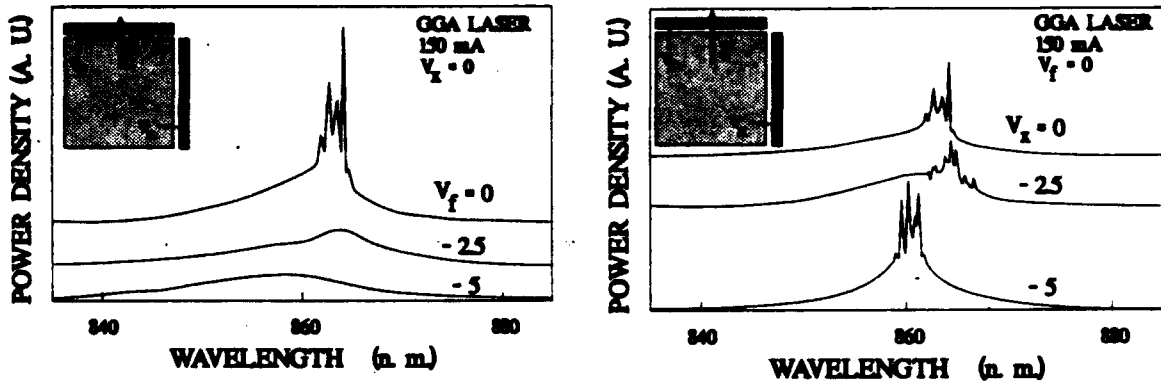 POWER DENSITY (A. U.)
GGA LASER
150 mA
V_x = 0
V_f = 0
- 2.5
- 5
840 860 880
WAVELENGTH (n. m.)
POWER DENSITY (A. U.)
GGA LASER
150 mA
V_f = 0
V_x = 0
- 2.5
- 5
840 860 880
WAVELENGTH (n. m.)